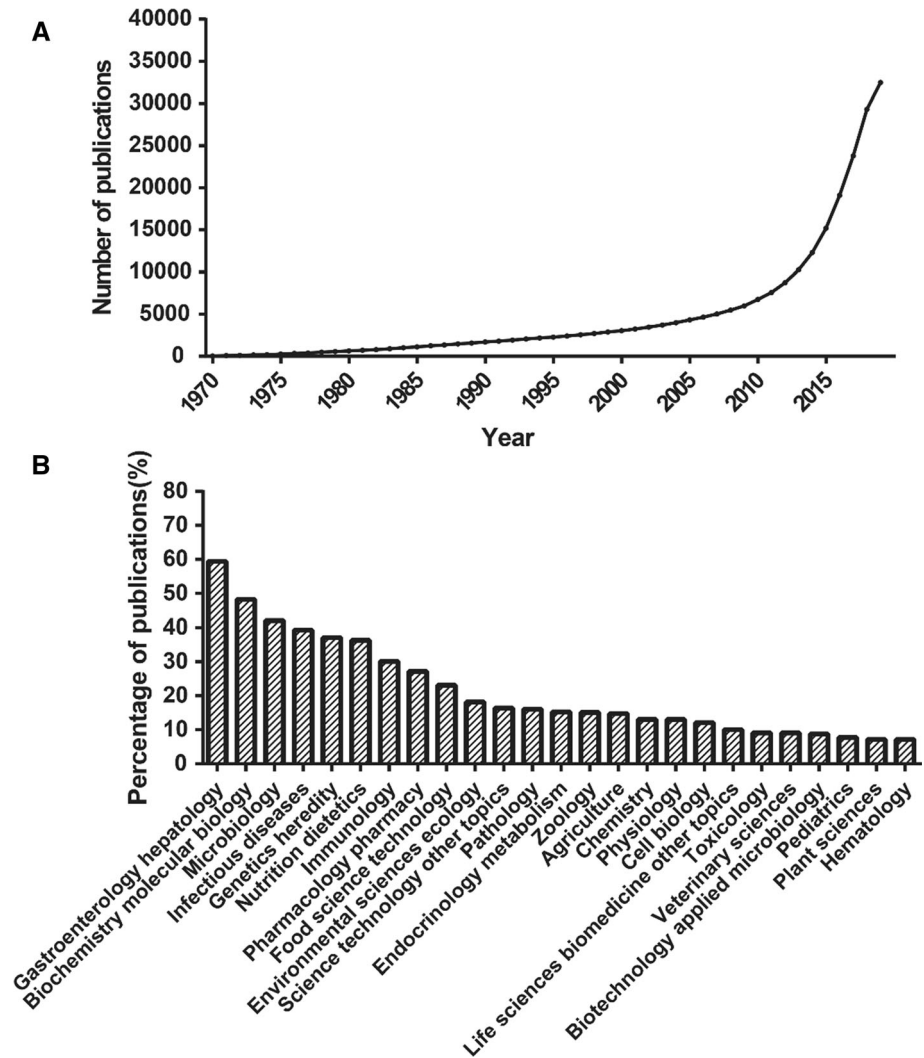 A
Number of publications
40000
35000
30000
25000
20000
15000
10000
5000
0
1970
1975
1980
1985
1990
1995
2000
2005
2010
2015
Year
B
Percentage of publications(%)
80
70
60
50
40
30
20
10
0
Gastroenterology hepatology
Biochemistry molecular biology
Microbiology
Infectious diseases
Genetics heredity
Nutrition dietetics
Immunology
Pharmacology pharmacy
Food science technology
Environmental sciences ecology
Science technology other topics
Pathology
Endocrinology metabolism
Zoology
Agriculture
Chemistry
Physiology
Cell biology
Life sciences biomedicine other topics
Toxicology
Veterinary sciences
Biotechnology applied microbiology
Pediatrics
Plant sciences
Hematology